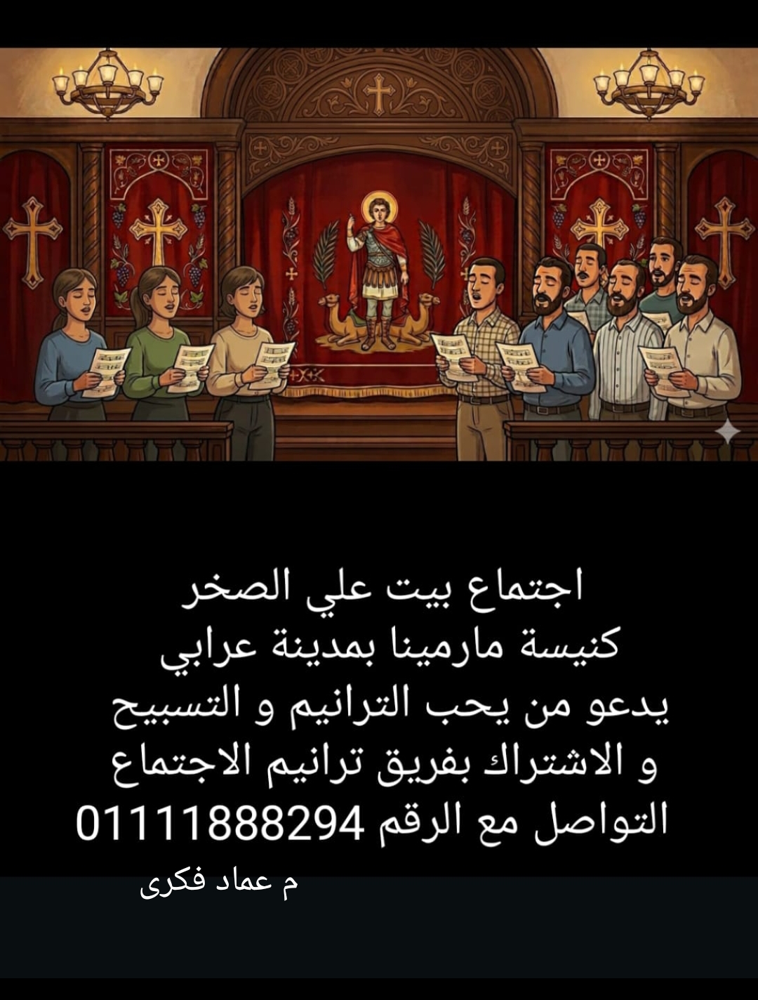 اجتماع بيت علي الصخر
كنيسة مارمينا بمدينة عرابي
يدعو من يحب الترانيم و التسبيح
و الاشتراك بفريق ترانيم الاجتماع
التواصل مع الرقم 01111888294
م عماد فكرى